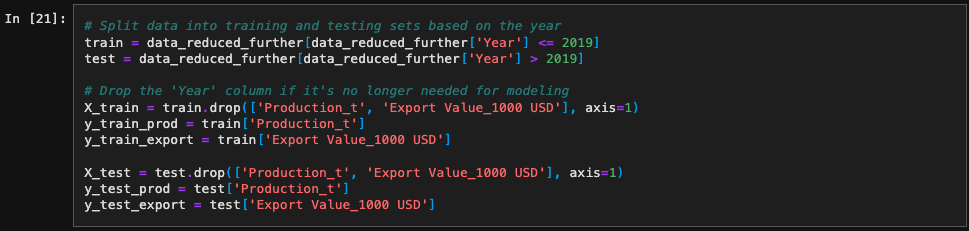 In [21]:
# Split data into training and testing sets based on the year
train = data_reduced_further[data_reduced_further['Year'] <= 2019]
test = data_reduced_further[data_reduced_further['Year'] > 2019]

# Drop the 'Year' column if it's no longer needed for modeling
X_train = train.drop(['Production_t', 'Export Value_1000 USD'], axis=1)
y_train_prod = train['Production_t']
y_train_export = train['Export Value_1000 USD']

X_test = test.drop(['Production_t', 'Export Value_1000 USD'], axis=1)
y_test_prod = test['Production_t']
y_test_export = test['Export Value_1000 USD']